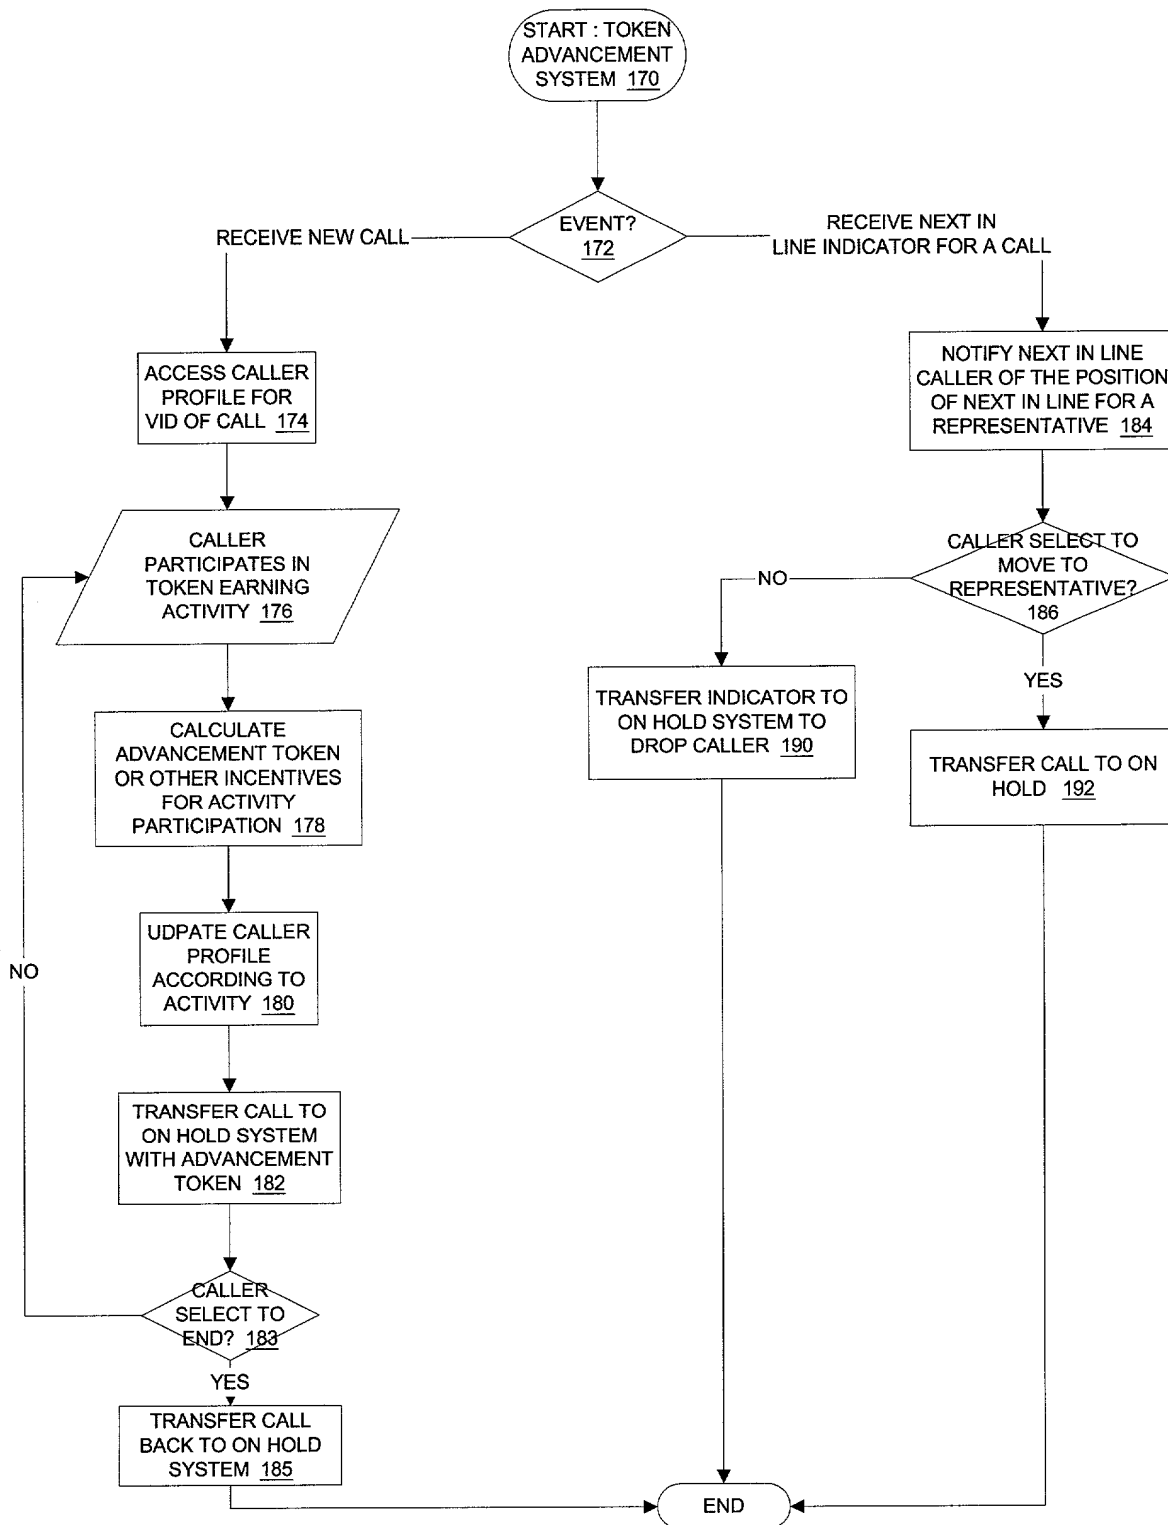 START : TOKEN
ADVANCEMENT
SYSTEM 170
EVENT?
172
RECEIVE NEW CALL
RECEIVE NEXT IN
LINE INDICATOR FOR A CALL
ACCESS CALLER
PROFILE FOR
VID OF CALL 174
CALLER
PARTICIPATES IN
TOKEN EARNING
ACTIVITY 176
CALCULATE
ADVANCEMENT TOKEN
OR OTHER INCENTIVES
FOR ACTIVITY
PARTICIPATION 178
UDPATE CALLER
PROFILE
ACCORDING TO
ACTIVITY 180
NO
TRANSFER CALL TO
ON HOLD SYSTEM
WITH ADVANCEMENT
TOKEN 182
CALLER
SELECT TO
END? 183
YES
TRANSFER CALL
BACK TO ON HOLD
SYSTEM 185
NOTIFY NEXT IN LINE
CALLER OF THE POSITION
OF NEXT IN LINE FOR A
REPRESENTATIVE 184
CALLER SELECT TO
MOVE TO
REPRESENTATIVE?
186
NO
TRANSFER INDICATOR TO
ON HOLD SYSTEM TO
DROP CALLER 190
YES
TRANSFER CALL TO ON
HOLD 192
END